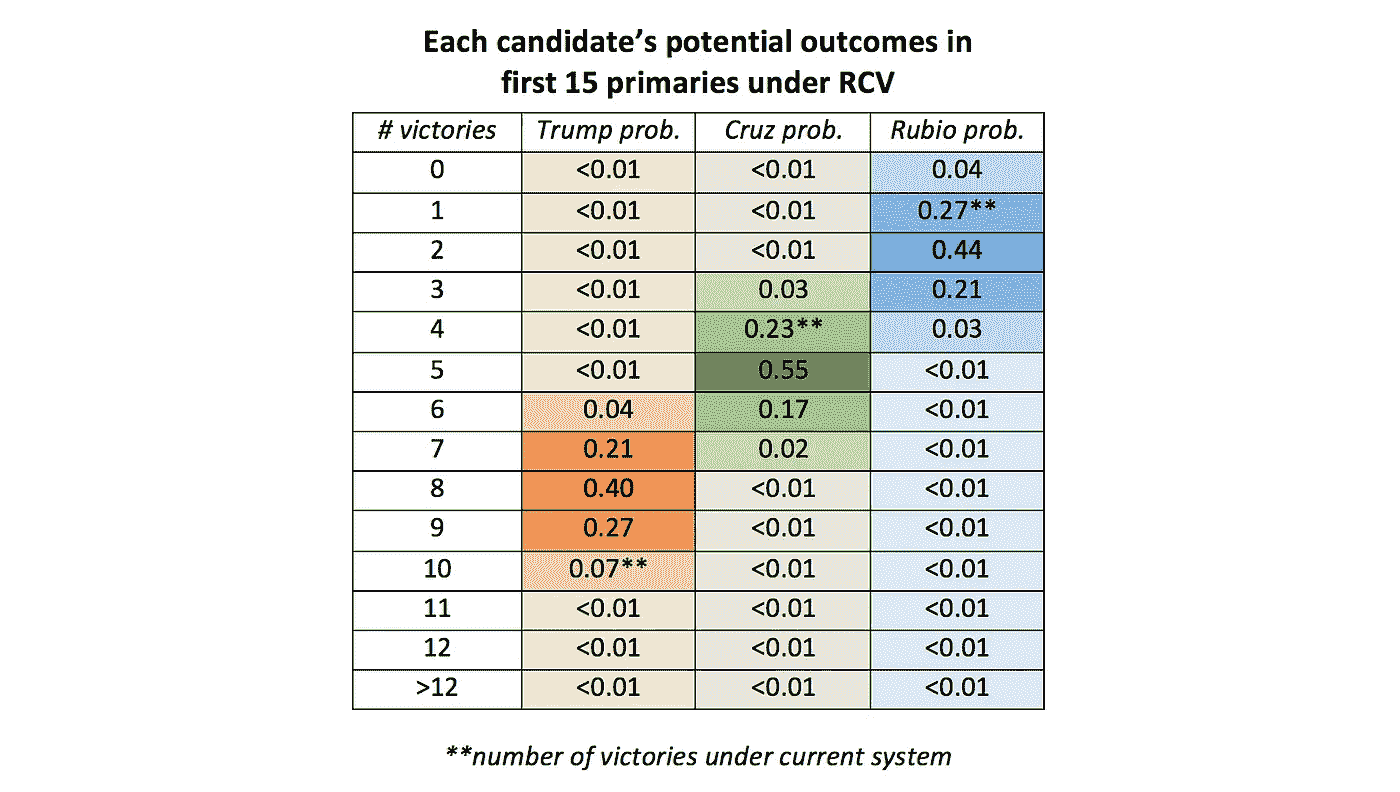 Each candidate’s potential outcomes in
first 15 primaries under RCV
# victories Trump prob. Cruz prob. Rubio prob.
0 <0.01 <0.01 0.04
1 <0.01 <0.01 0.27**
2 <0.01 <0.01 0.44
3 <0.01 0.03 0.21
4 <0.01 0.23** 0.03
5 <0.01 0.55 <0.01
6 0.04 0.17 <0.01
7 0.21 0.02 <0.01
8 0.40 <0.01 <0.01
9 0.27 <0.01 <0.01
10 0.07** <0.01 <0.01
11 <0.01 <0.01 <0.01
12 <0.01 <0.01 <0.01
>12 <0.01 <0.01 <0.01
**number of victories under current system